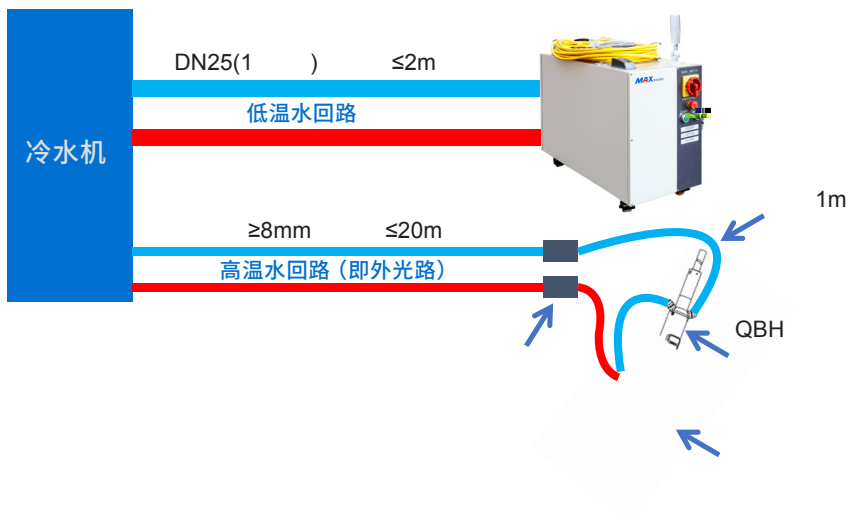 DN25(1 ) ≤2m
低温水回路
冷水机
MAX
≥8mm ≤20m
高温水回路（即外光路）
1m
QBH